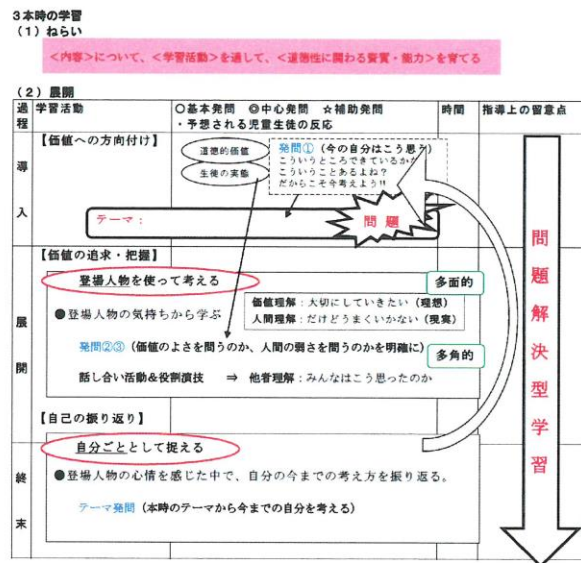 3本時の学習
（1）ねらい
＜内容＞について、＜学習活動＞を通して、＜道徳性に関わる資質・能力＞を育てる
（2）展開
過程 学習活動 ○基本発問 ◎中心発問 ☆補助発問 時間 指導上の留意点
・予想される児童生徒の反応
【価値への方向付け】
導入
道徳的価値
生徒の実態
発問① （今の自分はこう思う）
こういうところできているか
こういうことあるよね？
だからこそ今考えよう!!
テーマ：
問題
【価値の追求・把握】
展開
登場人物を使って考える
多面的
●登場人物の気持ちから学ぶ
価値理解：大切にしていきたい（理想）
人間理解：だけどうまくいかない（現実）
発問②③（価値のよさを問うのか、人間の弱さを問うのかを明確に）
多角的
話し合い活動&役割演技 ⇒ 他者理解：みんなはこう思ったのか
【自己の振り返り】
終末
自分ごととして捉える
●登場人物の心情を感じた中で、自分の今までの考え方を振り返る。
テーマ発問（本時のテーマから今までの自分を考える）
問題解決型学習